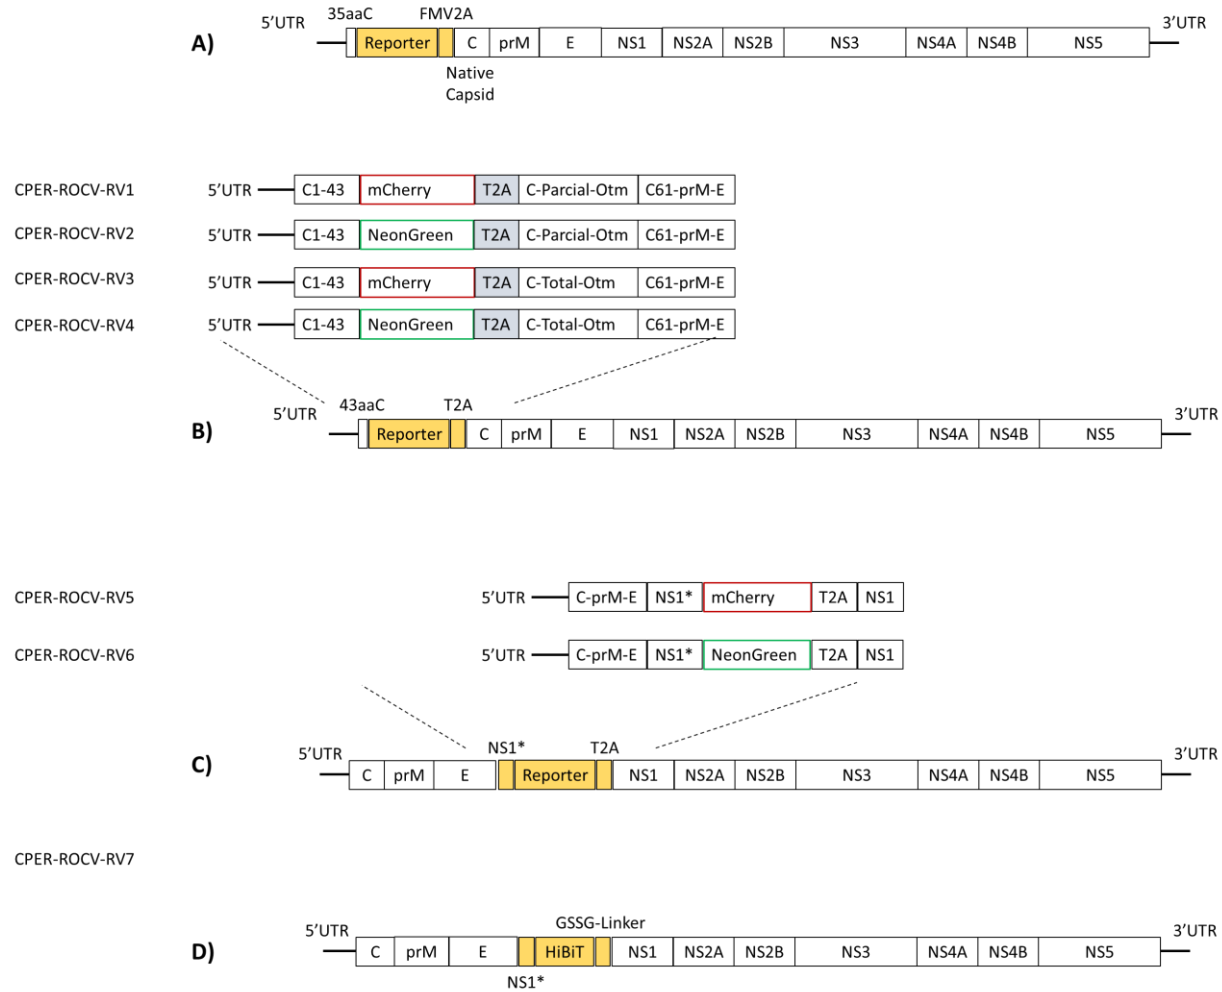 35aaC FMV2A
5'UTR 3'UTR
A) Reporter C prM E NS1 NS2A NS2B NS3 NS4A NS4B NS5
Native
Capsid
CPER-ROCV-RV1 5'UTR C1-43 mCherry T2A C-Parcial-Otm C61-prM-E
CPER-ROCV-RV2 5'UTR C1-43 NeonGreen T2A C-Parcial-Otm C61-prM-E
CPER-ROCV-RV3 5'UTR C1-43 mCherry T2A C-Total-Otm C61-prM-E
CPER-ROCV-RV4 5'UTR C1-43 NeonGreen T2A C-Total-Otm C61-prM-E
5'UTR 43aaC T2A 3'UTR
B) Reporter C prM E NS1 NS2A NS2B NS3 NS4A NS4B NS5
CPER-ROCV-RV5 5'UTR C-prM-E NS1* mCherry T2A NS1
CPER-ROCV-RV6 5'UTR C-prM-E NS1* NeonGreen T2A NS1
5'UTR NS1* T2A 3'UTR
C) C prM E Reporter NS1 NS2A NS2B NS3 NS4A NS4B NS5
CPER-ROCV-RV7
GSSG-Linker
5'UTR 3'UTR
D) C prM E HiBiT NS1 NS2A NS2B NS3 NS4A NS4B NS5
NS1*